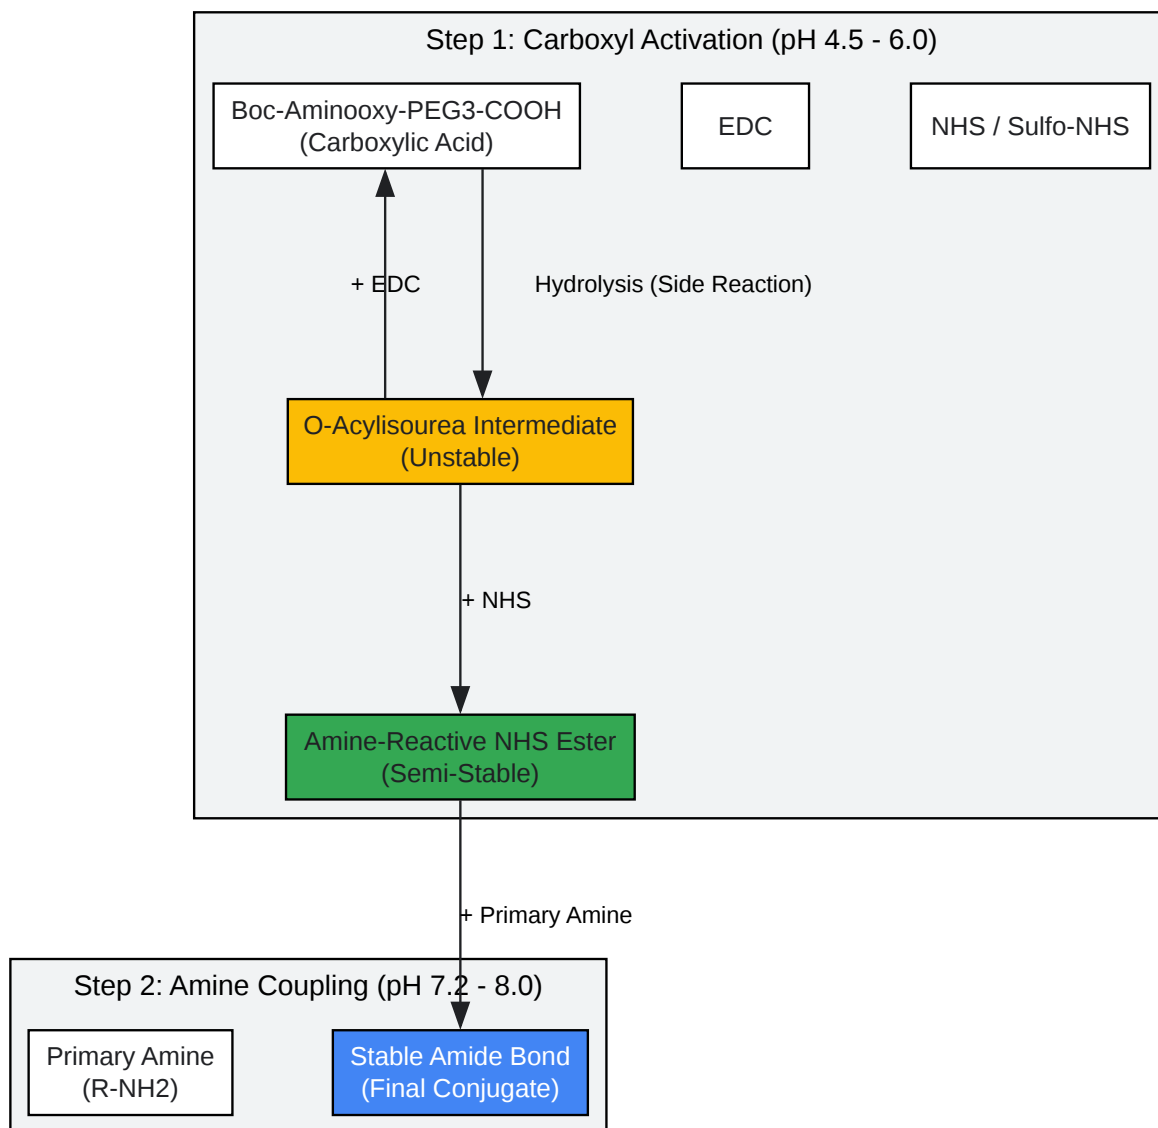 Step 1: Carboxyl Activation (pH 4.5 - 6.0)
Boc-Aminooxy-PEG3-COOH
(Carboxylic Acid)
EDC
NHS / Sulfo-NHS
+ EDC
Hydrolysis (Side Reaction)
O-Acylisourea Intermediate
(Unstable)
+ NHS
Amine-Reactive NHS Ester
(Semi-Stable)
+ Primary Amine
Step 2: Amine Coupling (pH 7.2 - 8.0)
Primary Amine
(R-NH2)
Stable Amide Bond
(Final Conjugate)